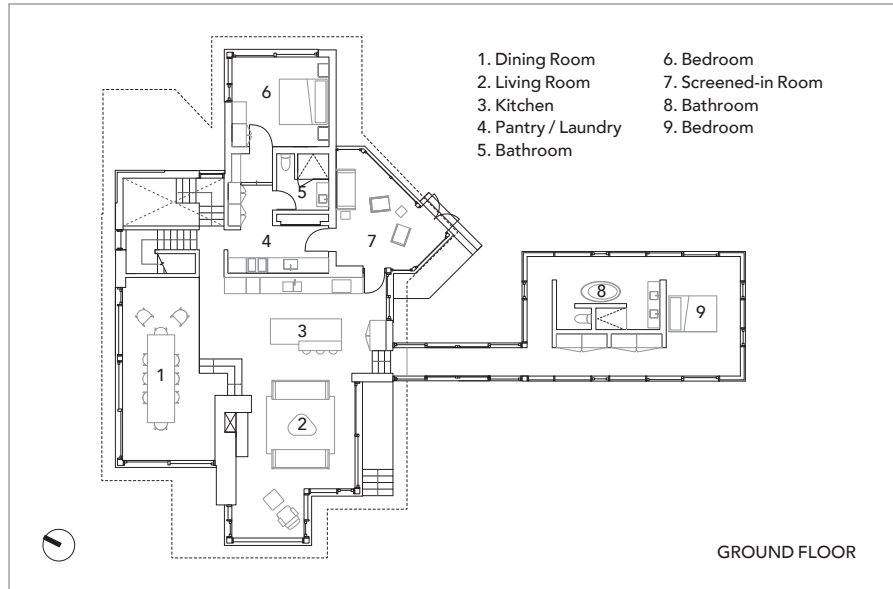 1. Dining Room
2. Living Room
3. Kitchen
4. Pantry / Laundry
5. Bathroom
6. Bedroom
7. Screened-in Room
8. Bathroom
9. Bedroom
6
5
4
7
3
1
2
8
9
GROUND FLOOR